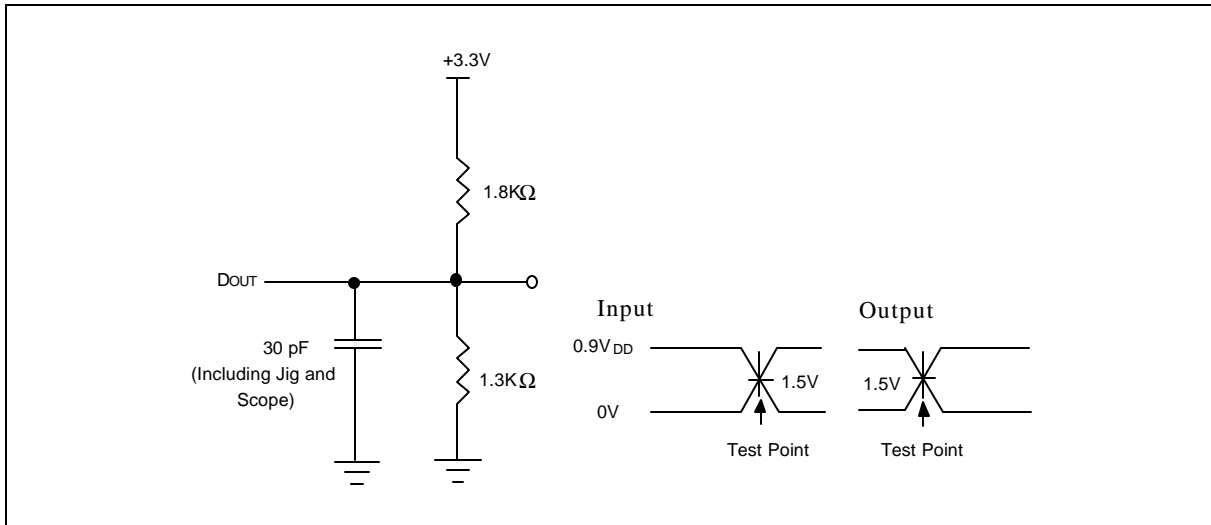 +3.3V
1.8KΩ
DOUT
30 pF
(Including Jig and
Scope)
1.3KΩ
Input
Output
0.9VDD
1.5V
1.5V
0V
Test Point
Test Point